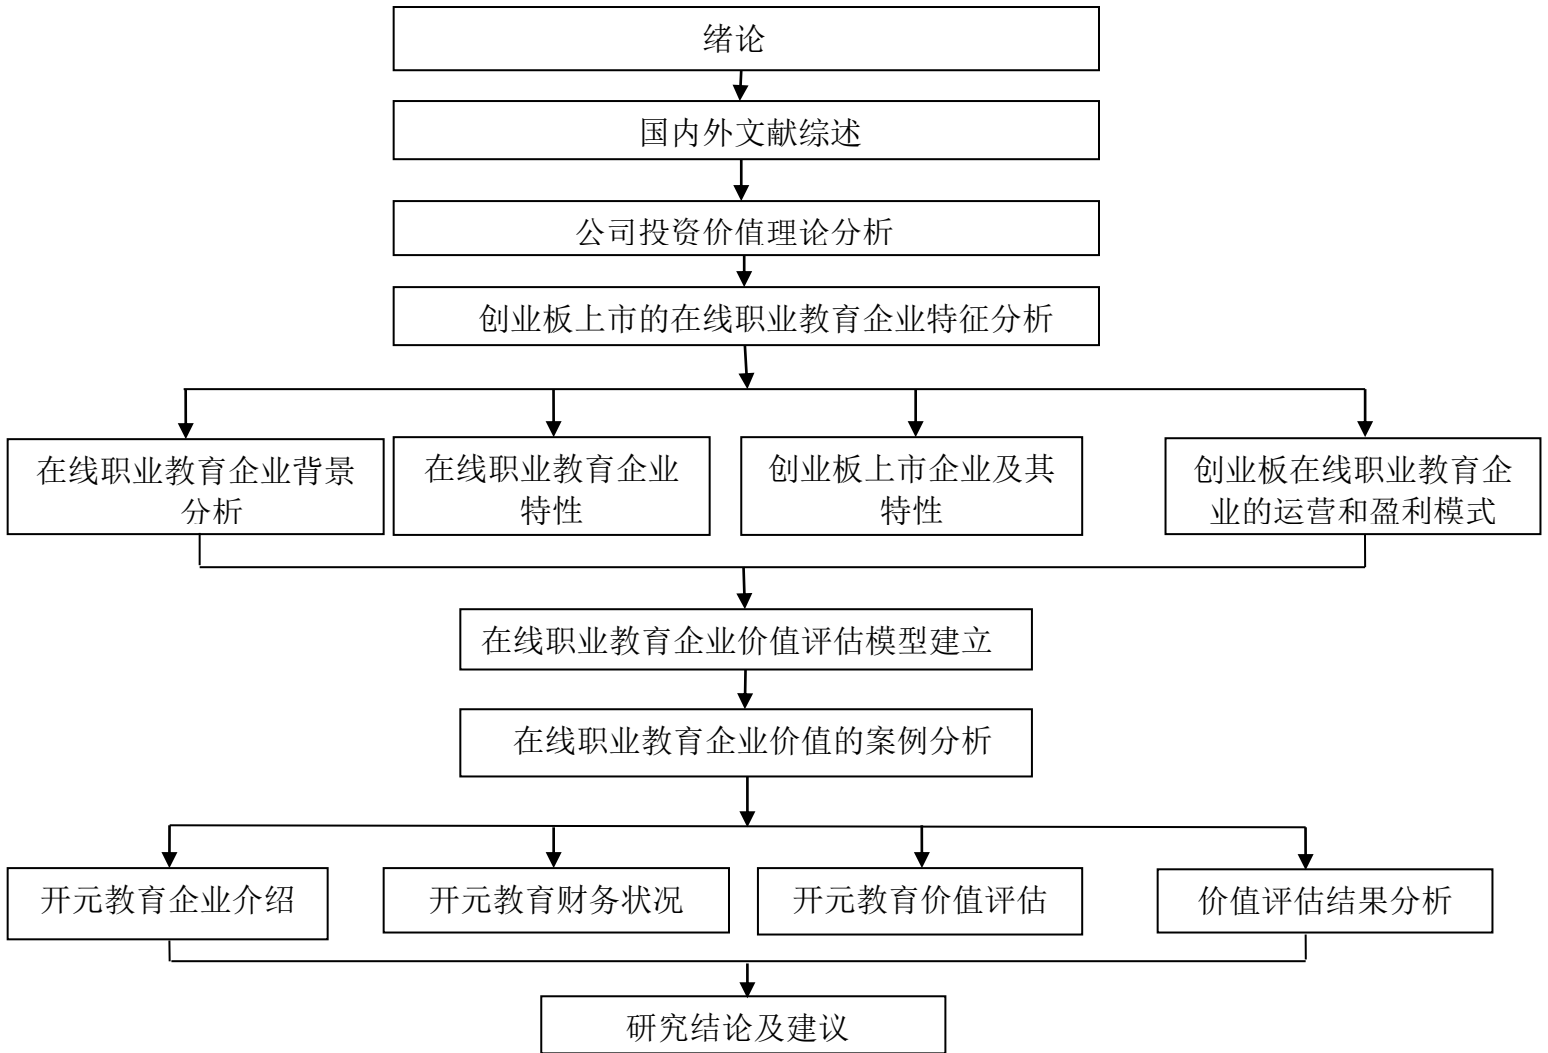 绪论
国内外文献综述
公司投资价值理论分析
创业板上市的在线职业教育企业特征分析
在线职业教育企业背景
分析
在线职业教育企业
特性
创业板上市企业及其
特性
创业板在线职业教育企
业的运营和盈利模式
在线职业教育企业价值评估模型建立
在线职业教育企业价值的案例分析
开元教育企业介绍
开元教育财务状况
开元教育价值评估
价值评估结果分析
研究结论及建议